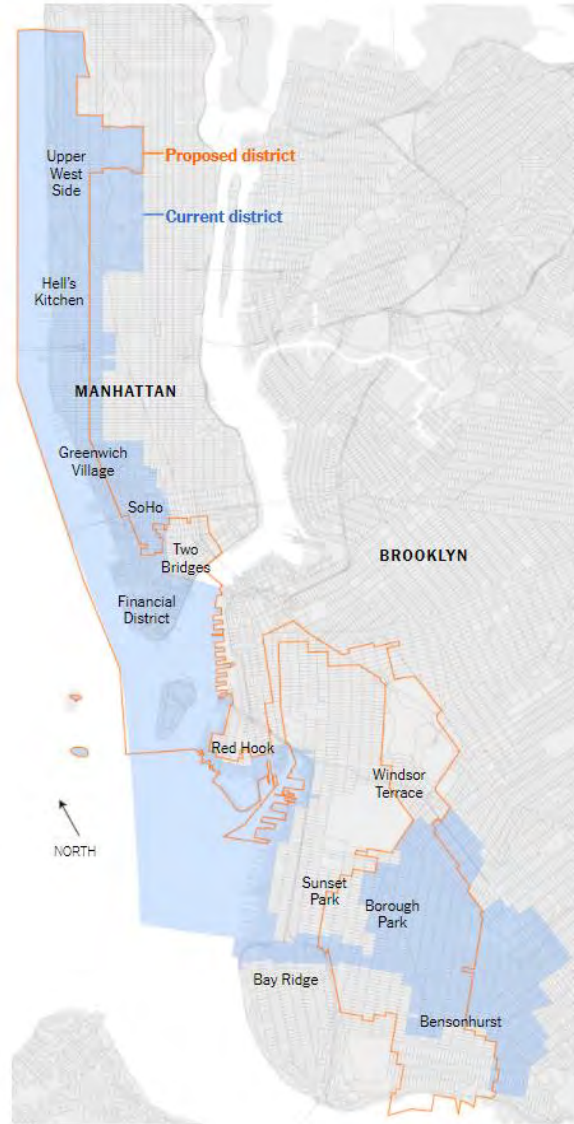 Upper
West
Side
Proposed district
Current district
Hell's
Kitchen
MANHATTAN
Greenwich
Village
SoHo
Two
Bridges
BROOKLYN
Financial
District
Red Hook
Windsor
Terrace
NORTH
Sunset
Park
Borough
Park
Bay Ridge
Bensonhurst